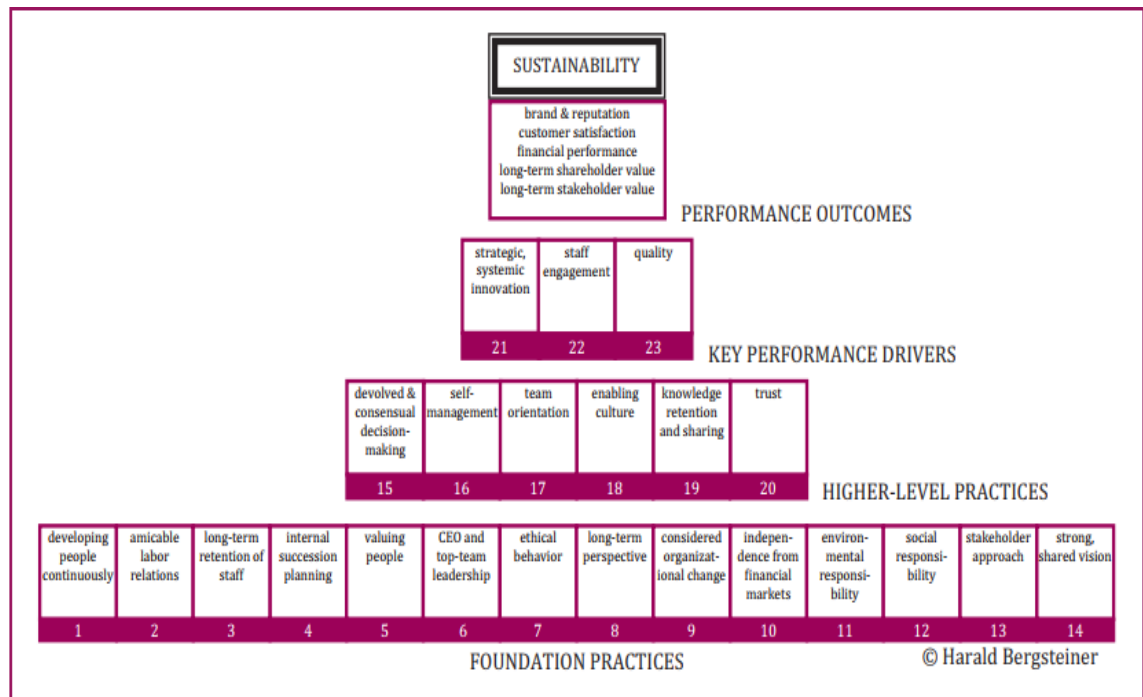 SUSTAINABILITY
brand & reputation
customer satisfaction
financial performance
long-term shareholder value
long-term stakeholder value
PERFORMANCE OUTCOMES
strategic,
systemic
innovation
staff
engagement
quality
21
22
23
KEY PERFORMANCE DRIVERS
devolved &
consensual
decision-
making
self-
management
team
orientation
enabling
culture
knowledge
retention
and sharing
trust
15
16
17
18
19
20
HIGHER-LEVEL PRACTICES
developing
people
continuously
amicable
labor
relations
long-term
retention of
staff
internal
succession
planning
valuing
people
CEO and
top-team
leadership
ethical
behavior
long-term
perspective
considered
organizat-
ional change
indepen-
dence from
financial
markets
environ-
mental
responsi-
bility
social
responsi-
bility
stakeholder
approach
strong,
shared vision
1
2
3
4
5
6
7
8
9
10
11
12
13
14
FOUNDATION PRACTICES
© Harald Bergsteiner